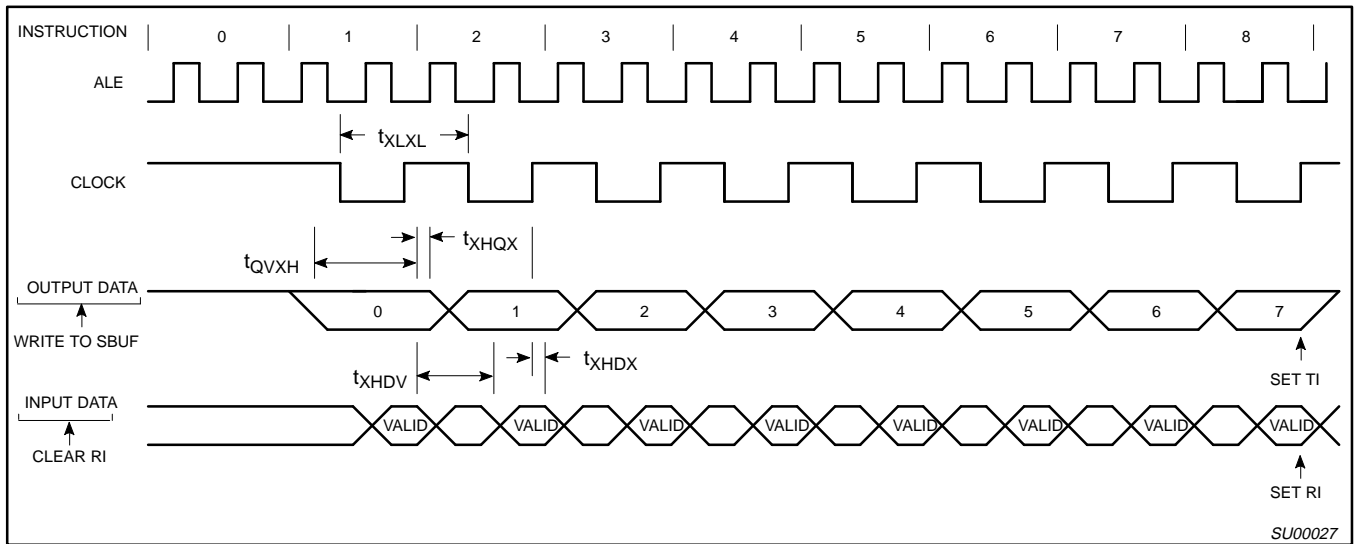 INSTRUCTION 0 1 2 3 4 5 6 7 8
ALE
tXLXL
CLOCK
tXHQX
tQVXH
OUTPUT DATA
0 1 2 3 4 5 6 7
WRITE TO SBUF
tXHDX
tXHDV
SET TI
INPUT DATA
VALID VALID VALID VALID VALID VALID VALID VALID
CLEAR RI
SET RI
SU00027